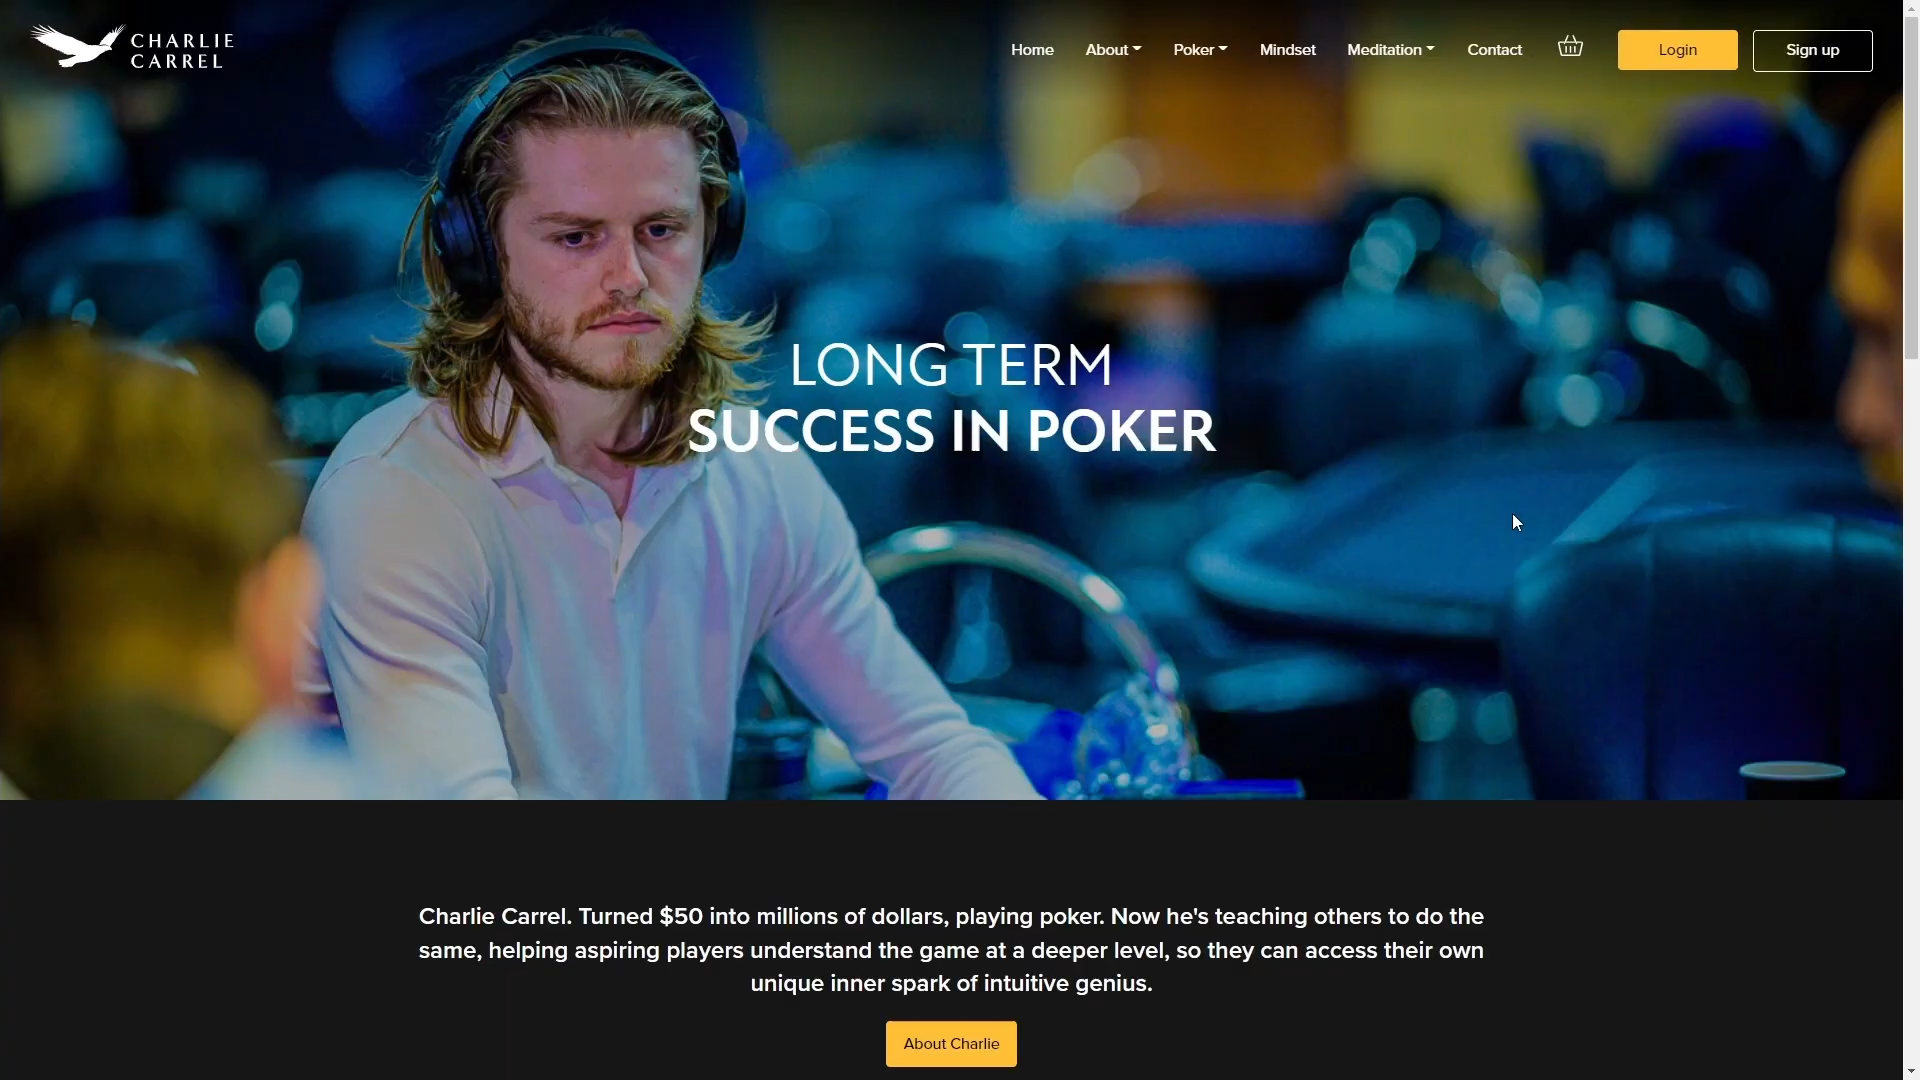 CHARLIE
CARREL
Home
About
Poker
Mindset
Meditation
Contact
Login
Sign up
LONG TERM
SUCCESS IN POKER
Charlie Carrel. Turned $50 into millions of dollars, playing poker. Now he's teaching others to do the
same, helping aspiring players understand the game at a deeper level, so they can access their own
unique inner spark of intuitive genius.
About Charlie